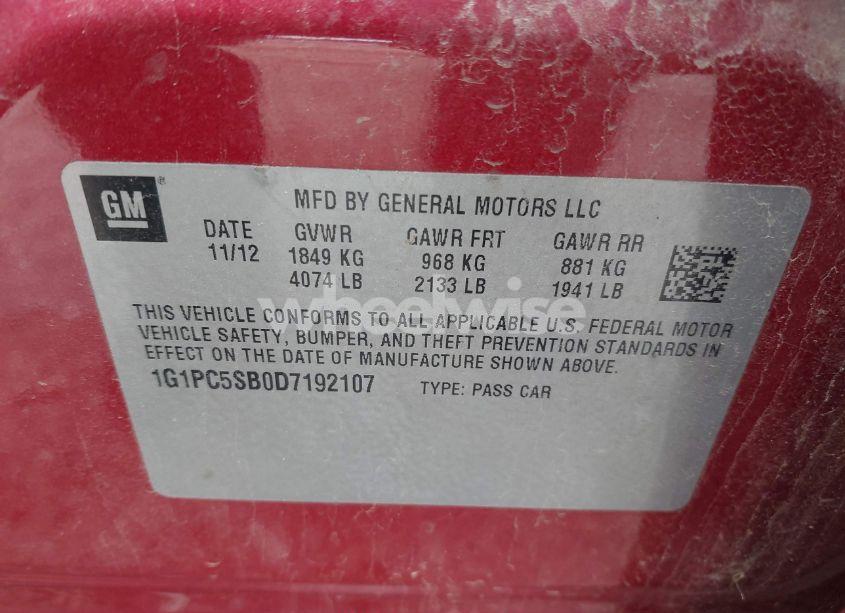 GM
MFD BY GENERAL MOTORS LLC
DATE GVWR GAWR FRT GAWR RR
11/12 1849 KG 968 KG 881 KG
4074 LB 2133 LB 1941 LB
THIS VEHICLE CONFORMS TO ALL APPLICABLE U.S. FEDERAL MOTOR
VEHICLE SAFETY, BUMPER, AND THEFT PREVENTION STANDARDS IN
EFFECT ON THE DATE OF MANUFACTURE SHOWN ABOVE.
1G1PC5SB0D7192107 TYPE: PASS CAR
wheelwise